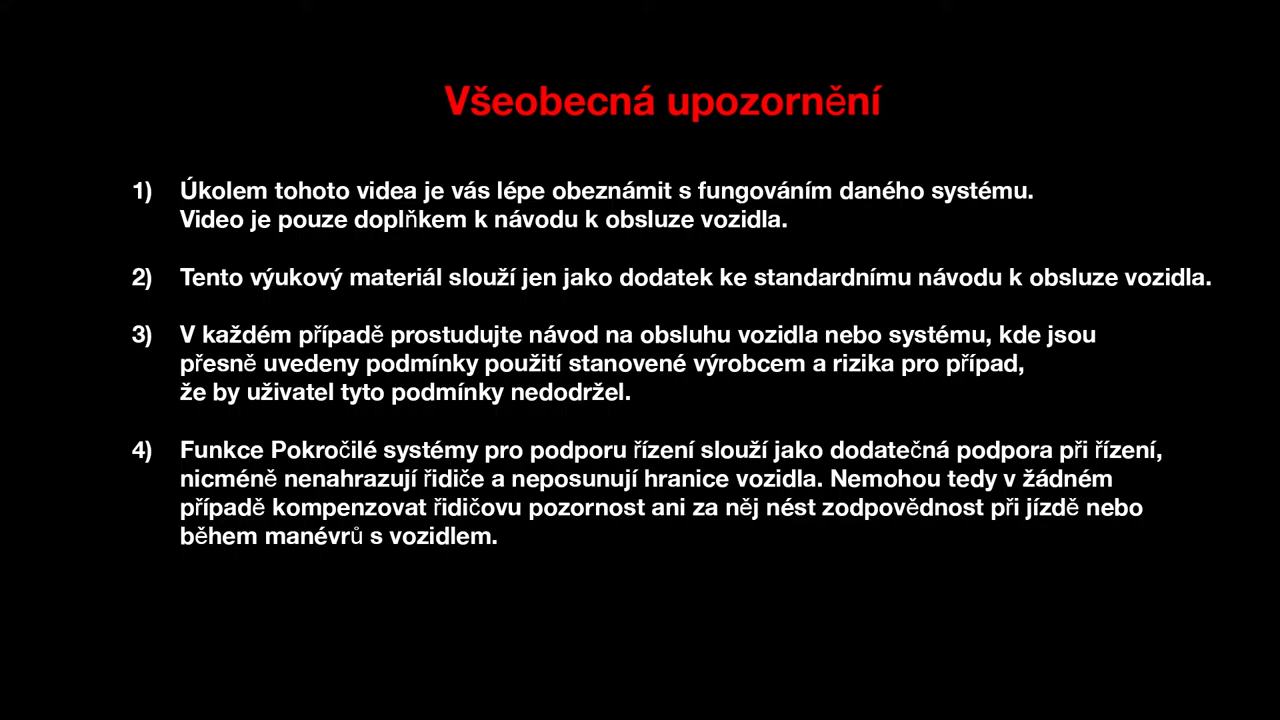 Všeobecná upozornění
1) Úkolem tohoto videa je vás lépe obeznámit s fungováním daného systému.
Video je pouze doplňkem k návodu k obsluze vozidla.
2) Tento výukový materiál slouží jen jako dodatek ke standardnímu návodu k obsluze vozidla.
3) V každém případě prostudujte návod na obsluhu vozidla nebo systému, kde jsou
přesně uvedeny podmínky použití stanovené výrobcem a rizika pro případ,
že by uživatel tyto podmínky nedodržel.
4) Funkce Pokročilé systémy pro podporu řízení slouží jako dodatečná podpora při řízení,
nicméně nenahrazují řidiče a neposunují hranice vozidla. Nemohou tedy v žádném
případě kompenzovat řidičovu pozornost ani za něj nést zodpovědnost při jízdě nebo
během manévrů s vozidlem.